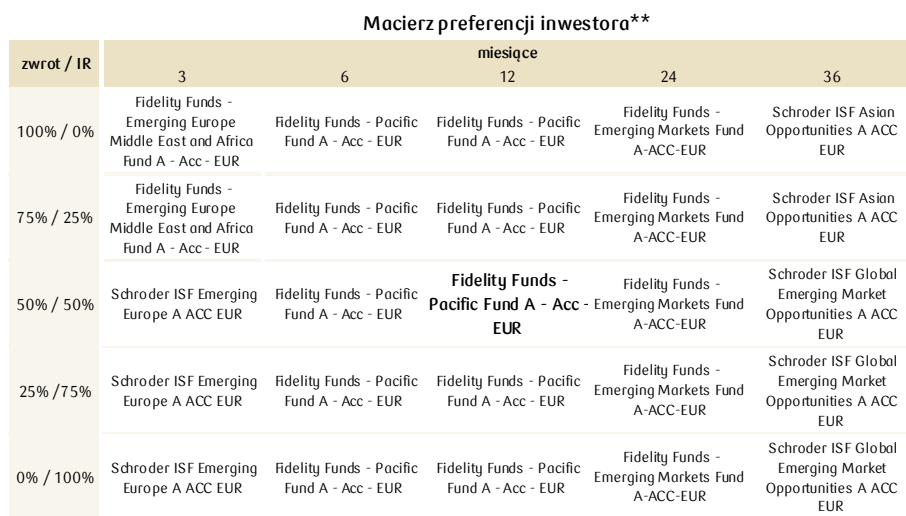 Macierz preferencji inwestora**
zwrot / IR
miesiące
3 6 12 24 36
100% / 0%
Fidelity Funds -
Emerging Europe
Middle East and Africa
Fund A - Acc - EUR
Fidelity Funds - Pacific
Fund A - Acc - EUR
Fidelity Funds - Pacific
Fund A - Acc - EUR
Fidelity Funds -
Emerging Markets Fund
A-ACC-EUR
Schroder ISF Asian
Opportunities A ACC
EUR
75% / 25%
Fidelity Funds -
Emerging Europe
Middle East and Africa
Fund A - Acc - EUR
Fidelity Funds - Pacific
Fund A - Acc - EUR
Fidelity Funds - Pacific
Fund A - Acc - EUR
Fidelity Funds -
Emerging Markets Fund
A-ACC-EUR
Schroder ISF Asian
Opportunities A ACC
EUR
50% / 50%
Schroder ISF Emerging
Europe A ACC EUR
Fidelity Funds - Pacific
Fund A - Acc - EUR
Fidelity Funds -
Pacific Fund A - Acc -
EUR
Fidelity Funds -
Emerging Markets Fund
A-ACC-EUR
Schroder ISF Global
Emerging Market
Opportunities A ACC
EUR
25% /75%
Schroder ISF Emerging
Europe A ACC EUR
Fidelity Funds - Pacific
Fund A - Acc - EUR
Fidelity Funds - Pacific
Fund A - Acc - EUR
Fidelity Funds -
Emerging Markets Fund
A-ACC-EUR
Schroder ISF Global
Emerging Market
Opportunities A ACC
EUR
0% / 100%
Schroder ISF Emerging
Europe A ACC EUR
Fidelity Funds - Pacific
Fund A - Acc - EUR
Fidelity Funds - Pacific
Fund A - Acc - EUR
Fidelity Funds -
Emerging Markets Fund
A-ACC-EUR
Schroder ISF Global
Emerging Market
Opportunities A ACC
EUR